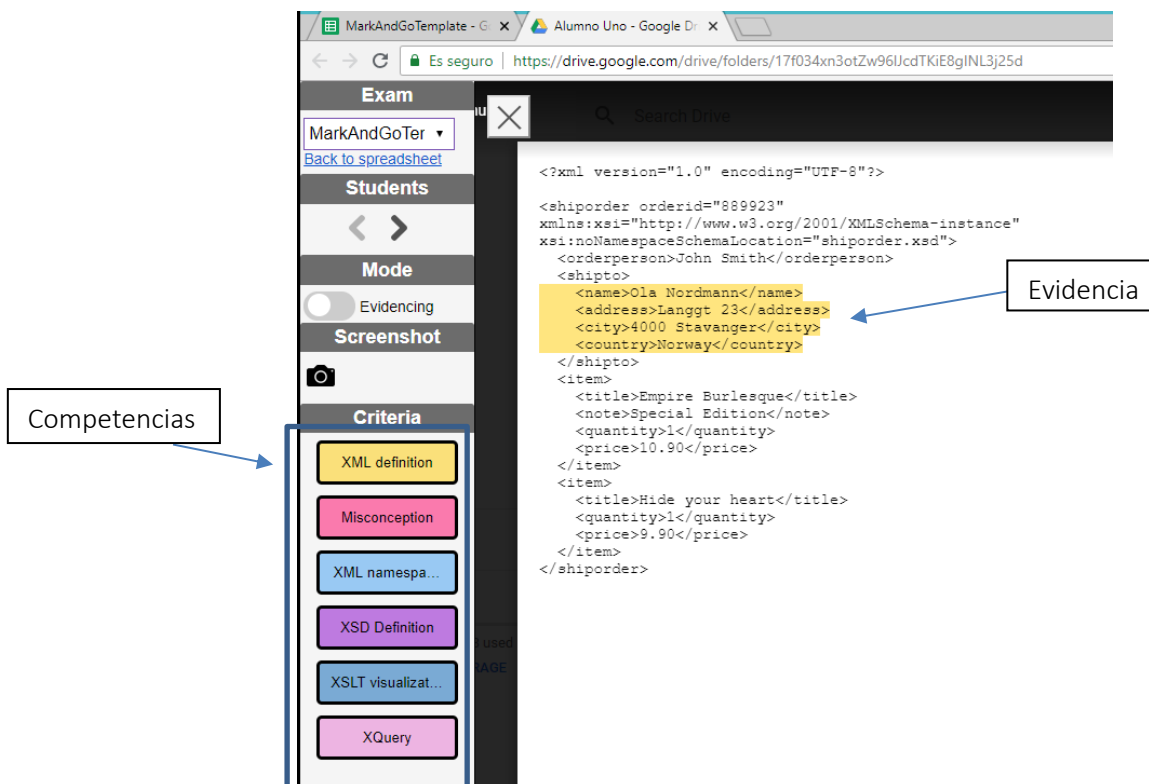 MarkAndGoTemplate - G
Alumno Uno - Google Dr
Es seguro
https://drive.google.com/drive/folders/17f034xn3otZw96IJcdTKiE8gINL3j25d
Exam
MarkAndGoTer
Back to spreadsheet
Students
Mode
Evidencing
Screenshot
Criteria
XML definition
Misconception
XML namespa...
XSD Definition
XSLT visualizat...
XQuery
Competencias
Search Drive
used
RAGE
<?xml version="1.0" encoding="UTF-8"?>
<shiporder orderid="889923"
xmlns:xsi="http://www.w3.org/2001/XMLSchema-instance"
xsi:noNamespaceSchemaLocation="shiporder.xsd">
<orderperson>John Smith</orderperson>
<shipto>
<name>Ola Nordmann</name>
<address>Langgt 23</address>
<city>4000 Stavanger</city>
<country>Norway</country>
</shipto>
<item>
<title>Empire Burlesque</title>
<note>Special Edition</note>
<quantity>1</quantity>
<price>10.90</price>
</item>
<item>
<title>Hide your heart</title>
<quantity>1</quantity>
<price>9.90</price>
</item>
</shiporder>
Evidencia